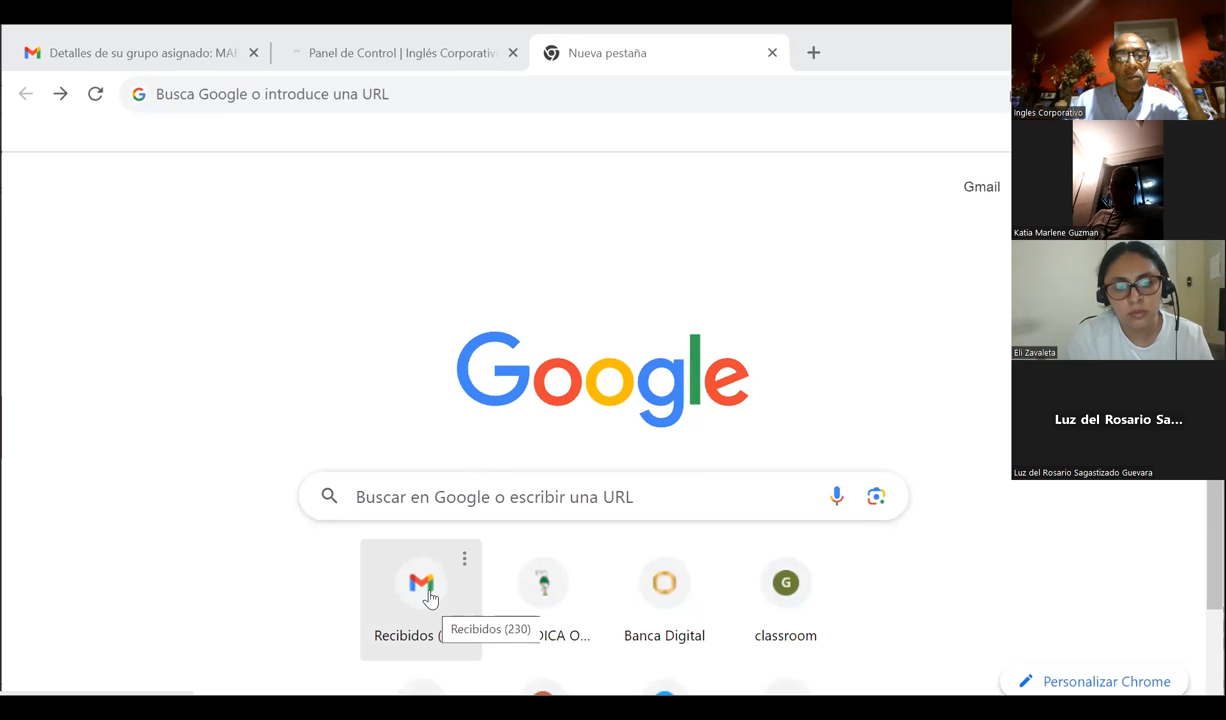 Detalles de su grupo asignado: MA
Panel de Control | Inglés Corporativ
Nueva pestaña
Busca Google o introduce una URL
Gmail
Google
Buscar en Google o escribir una URL
Recibidos (
Recibidos (230)
DICA O...
Banca Digital
G
classroom
Personalizar Chrome
Ingles Corporativo
Katia Marlene Guzman
Eli Zavaleta
Luz del Rosario Sa...
Luz del Rosario Sagastizado Guevara